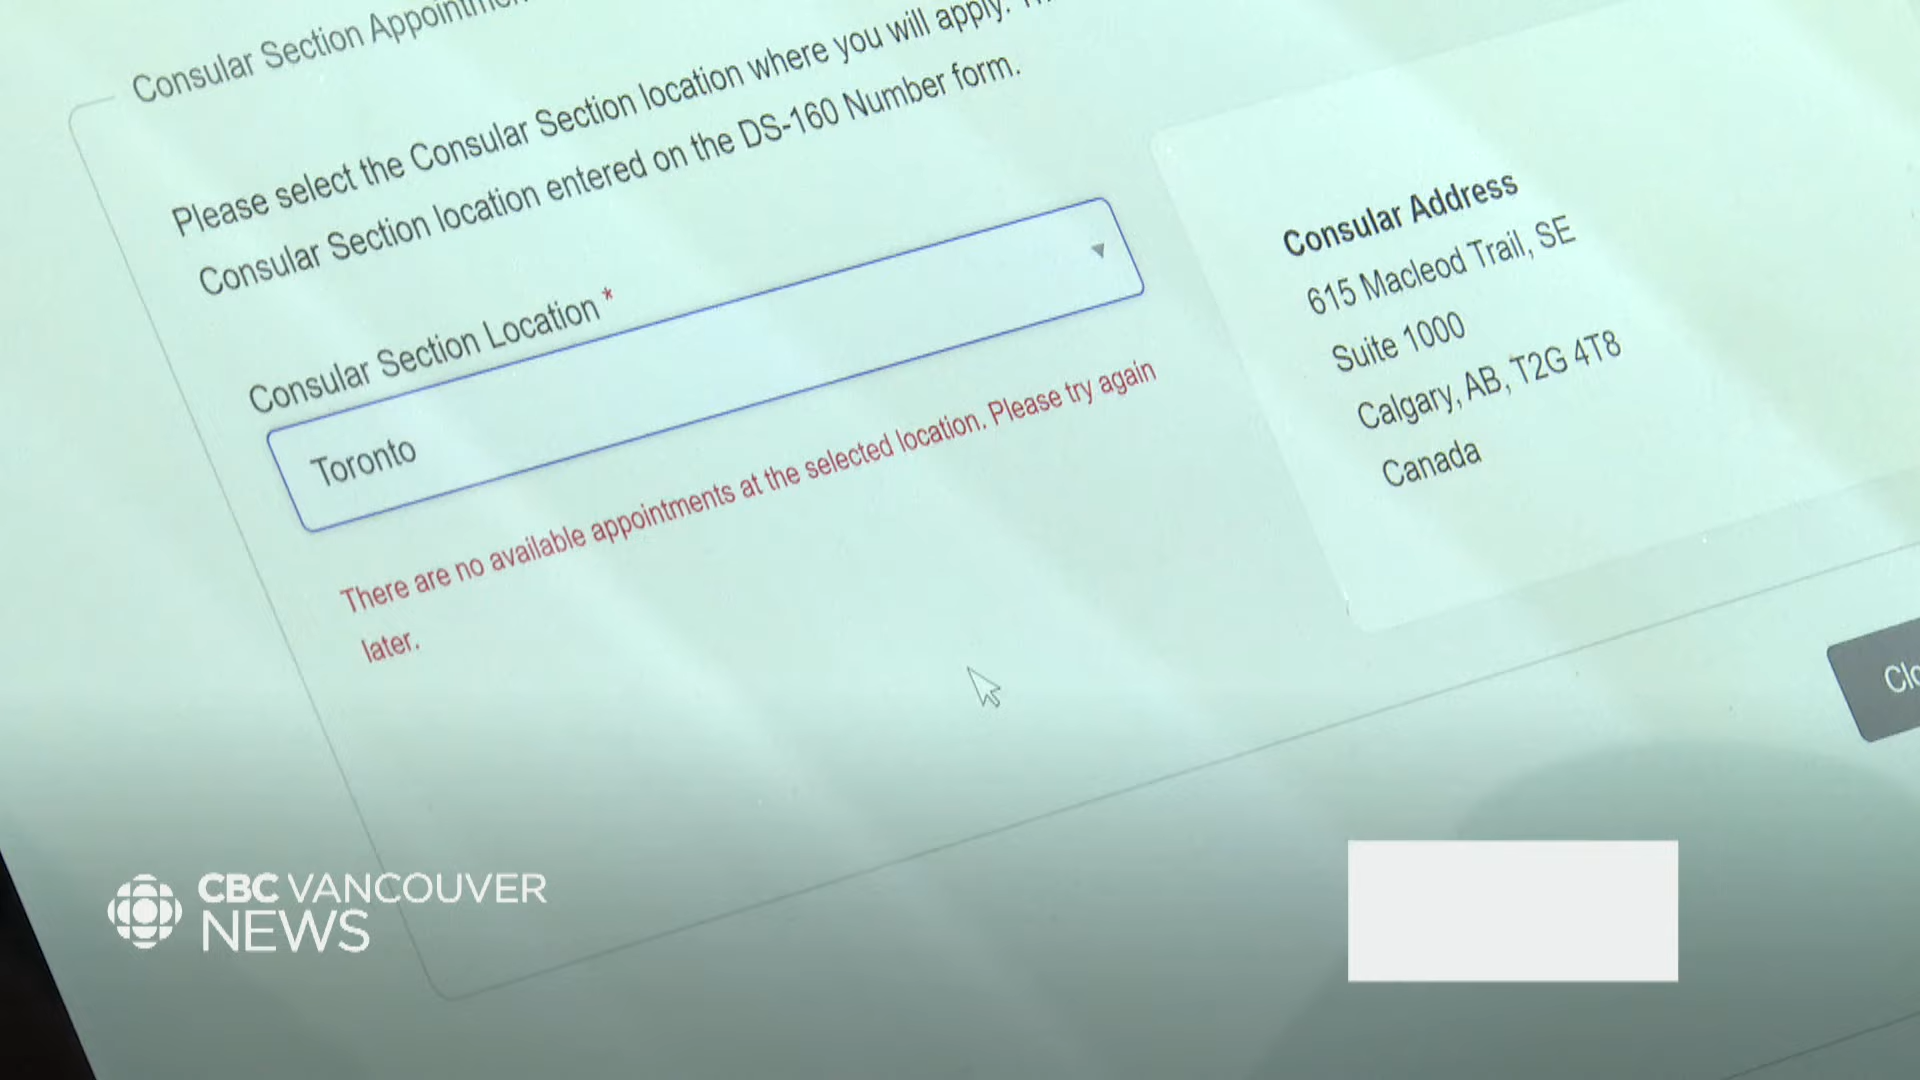 Consular Section Appointment
Please select the Consular Section location where you will apply.
Consular Section location entered on the DS-160 Number form.
Consular Section Location *
Toronto
There are no available appointments at the selected location. Please try again
later.
Consular Address
615 Macleod Trail, SE
Suite 1000
Calgary, AB, T2G 4T8
Canada
CBC VANCOUVER
NEWS